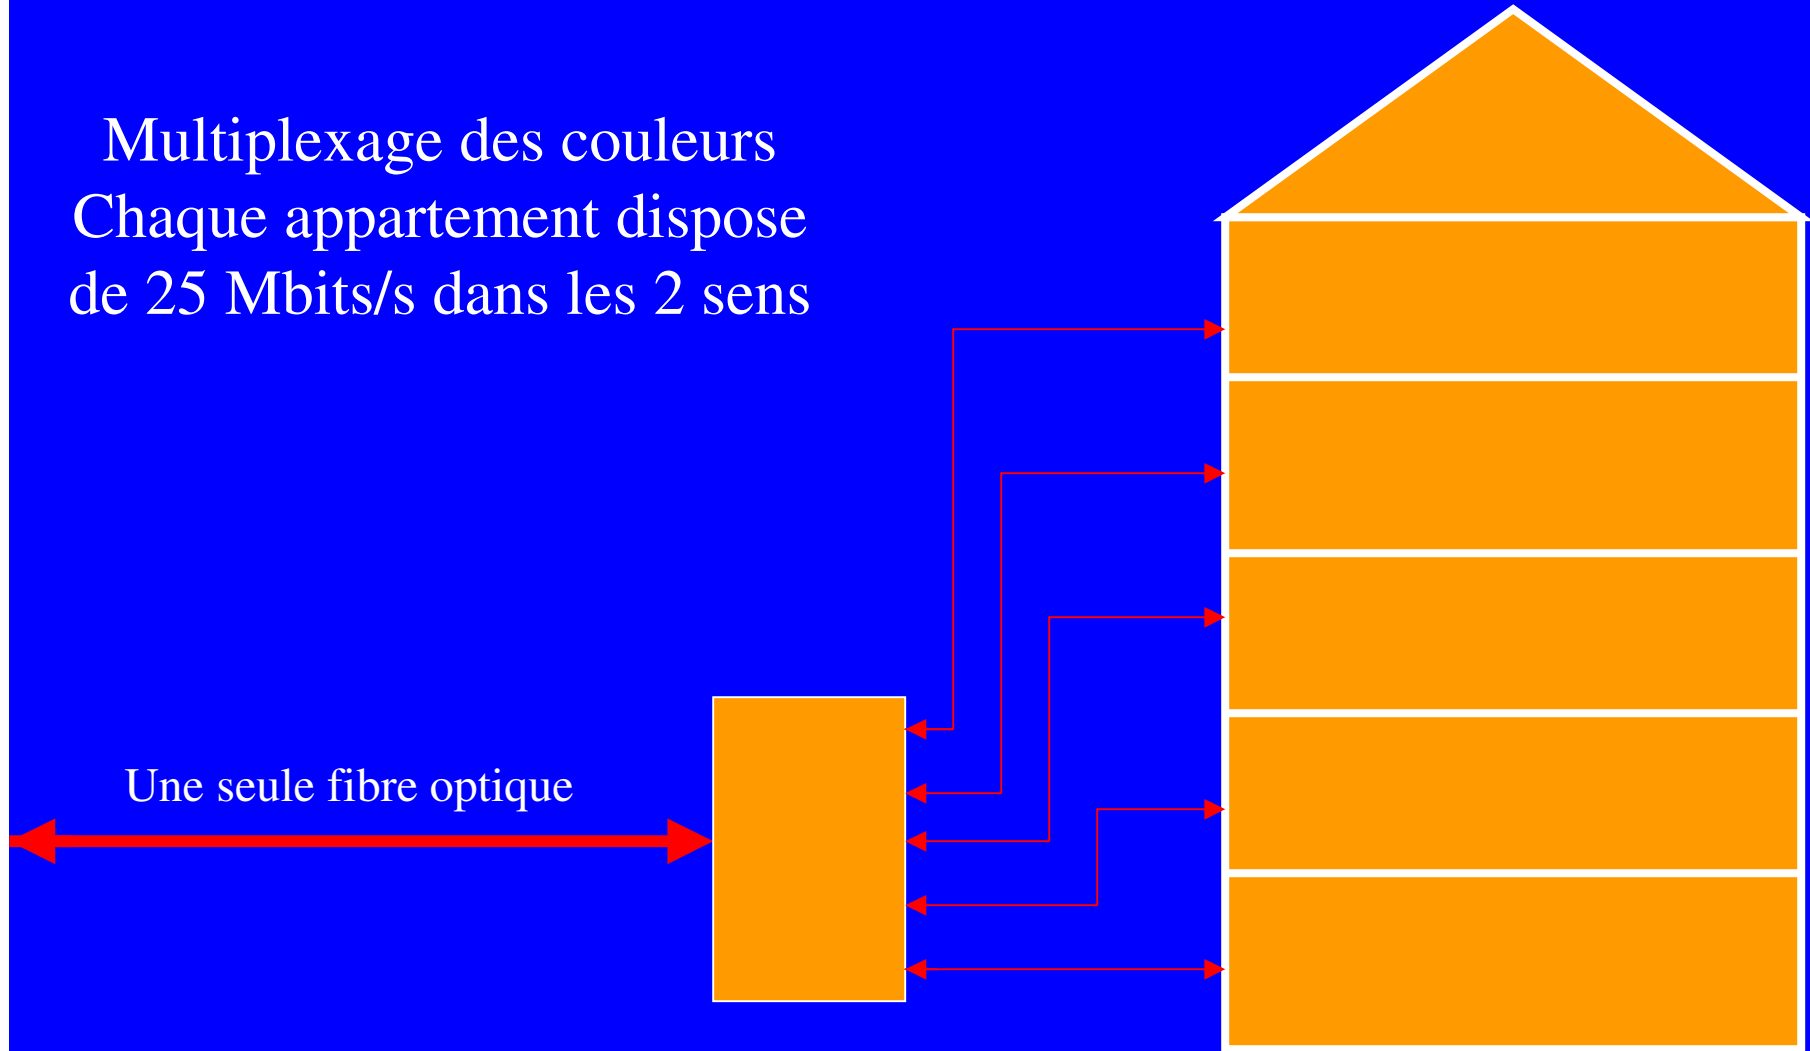 Multiplexage des couleurs
Chaque appartement dispose
de 25 Mbits/s dans les 2 sens
Une seule fibre optique